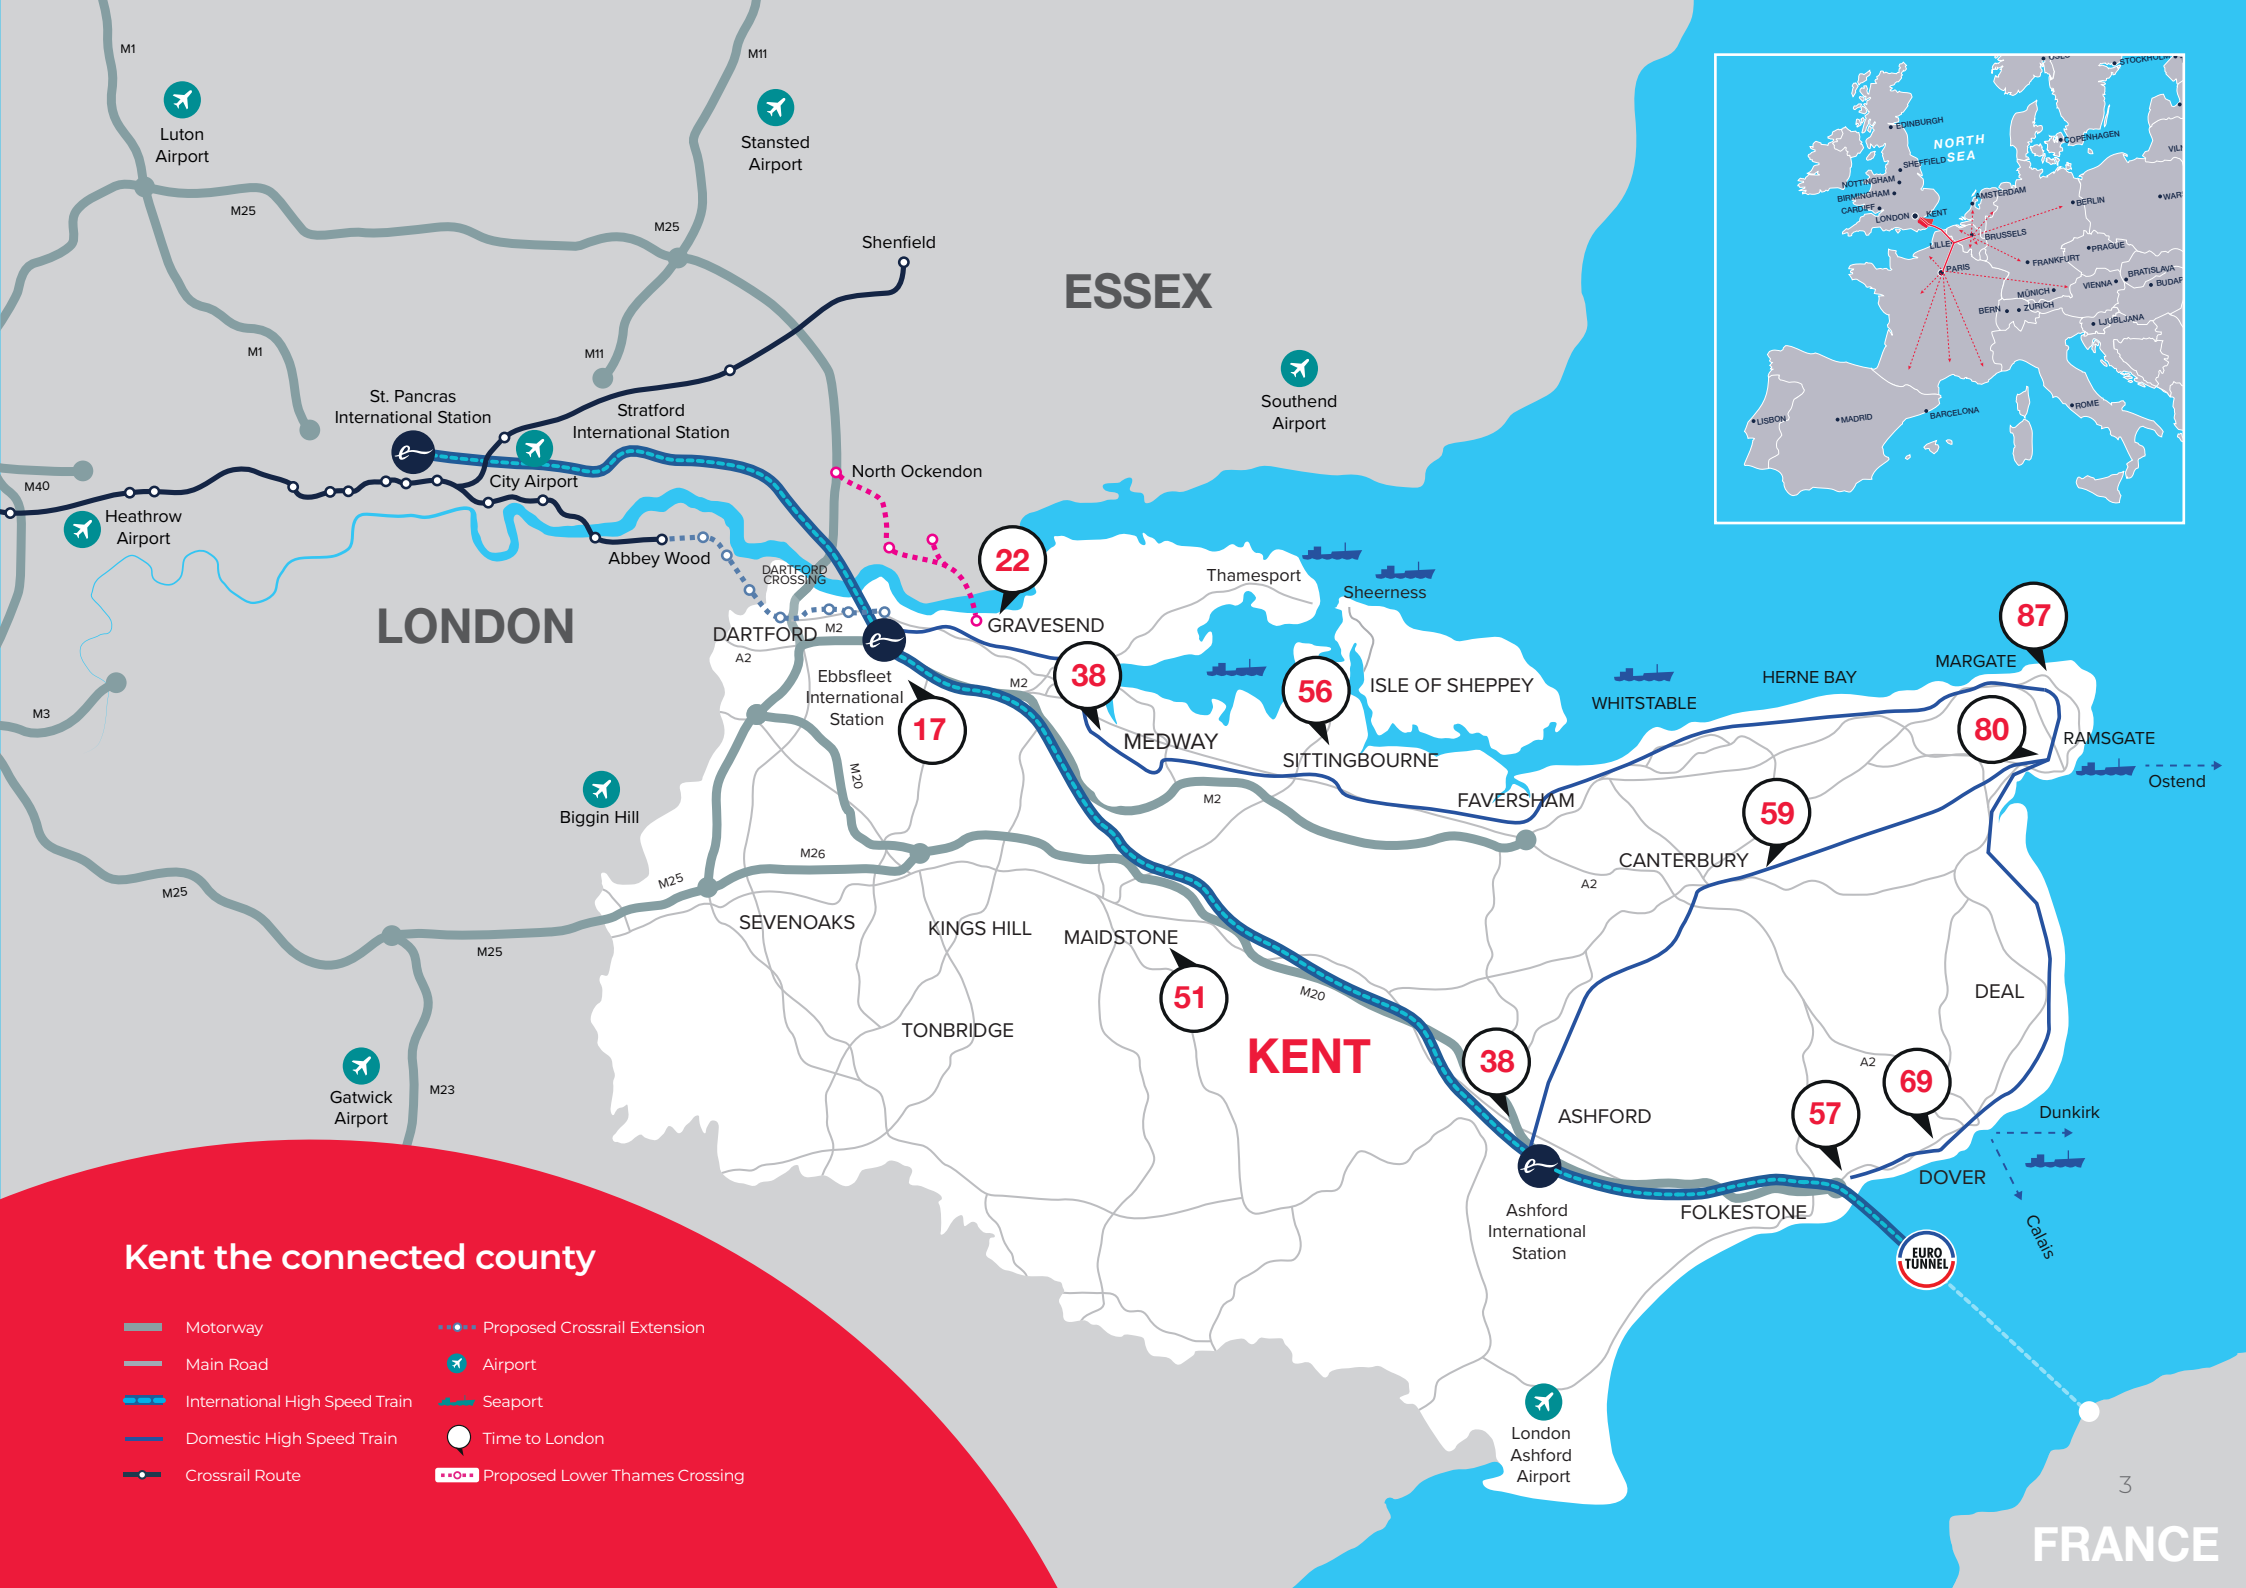 M1
M11
Luton
Airport
Stansted
Airport
M25
M25
Shenfield
ESSEX
M1
M11
St. Pancras
International Station
Stratford
International Station
Southend
Airport
City Airport
North Ockendon
M40
Heathrow
Airport
Abbey Wood
DARTFORD
CROSSING
22
Thamesport
Sheerness
LONDON
DARTFORD
M2
A2
GRAVESEND
Ebbsfleet
International
Station
M2
38
56
ISLE OF SHEPPEY
WHITSTABLE
HERNE BAY
MARGATE
87
17
M3
MEDWAY
SITTINGBOURNE
80
RAMSGATE
Ostend
M20
Biggin Hill
M2
FAVERSHAM
59
M26
CANTERBURY
M25
M25
A2
SEVENOAKS
KINGS HILL
MAIDSTONE
M25
51
M20
DEAL
TONBRIDGE
KENT
38
A2
69
57
Gatwick
Airport
M23
ASHFORD
Dunkirk
DOVER
Calais
Ashford
International
Station
FOLKESTONE
EURO
TUNNEL
London
Ashford
Airport
Kent the connected county
Motorway
Main Road
International High Speed Train
Domestic High Speed Train
Crossrail Route
Proposed Crossrail Extension
Airport
Seaport
Time to London
Proposed Lower Thames Crossing
3
FRANCE
STOCKHOLM
EDINBURGH
NORTH
SEA
COPENHAGEN
SHEFFIELD
NOTTINGHAM
BIRMINGHAM
CARDIFF
LONDON
KENT
AMSTERDAM
BERLIN
WAR
LILLE
BRUSSELS
PRAGUE
PARIS
FRANKFURT
BRATISLAVA
VIENNA
BUDAP
MÜNICH
BERN
ZÜRICH
LJUBLJANA
LISBON
MADRID
BARCELONA
ROME